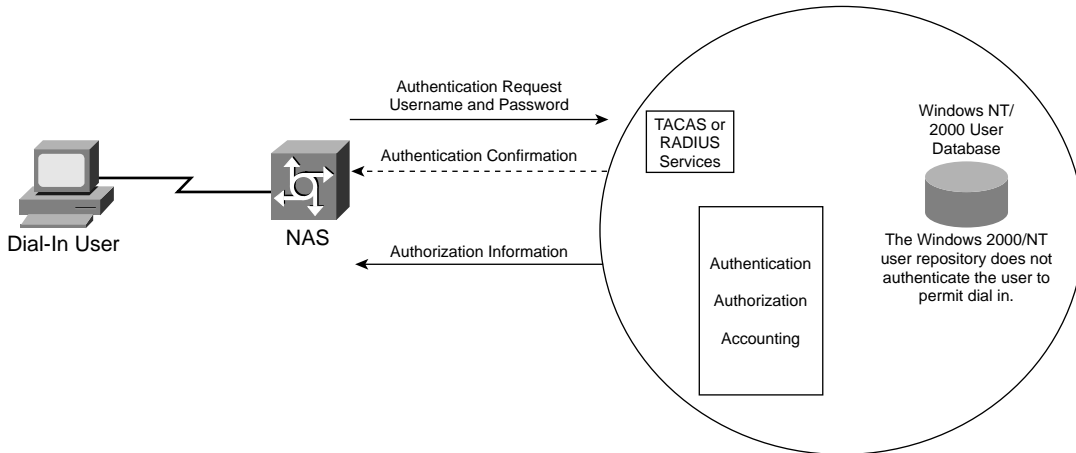 Authentication Request
Username and Password
Authentication Confirmation
Authorization Information
Dial-In User
NAS
TACAS or
RADIUS
Services
Authentication
Authorization
Accounting
Windows NT/
2000 User
Database
The Windows 2000/NT
user repository does not
authenticate the user to
permit dial in.